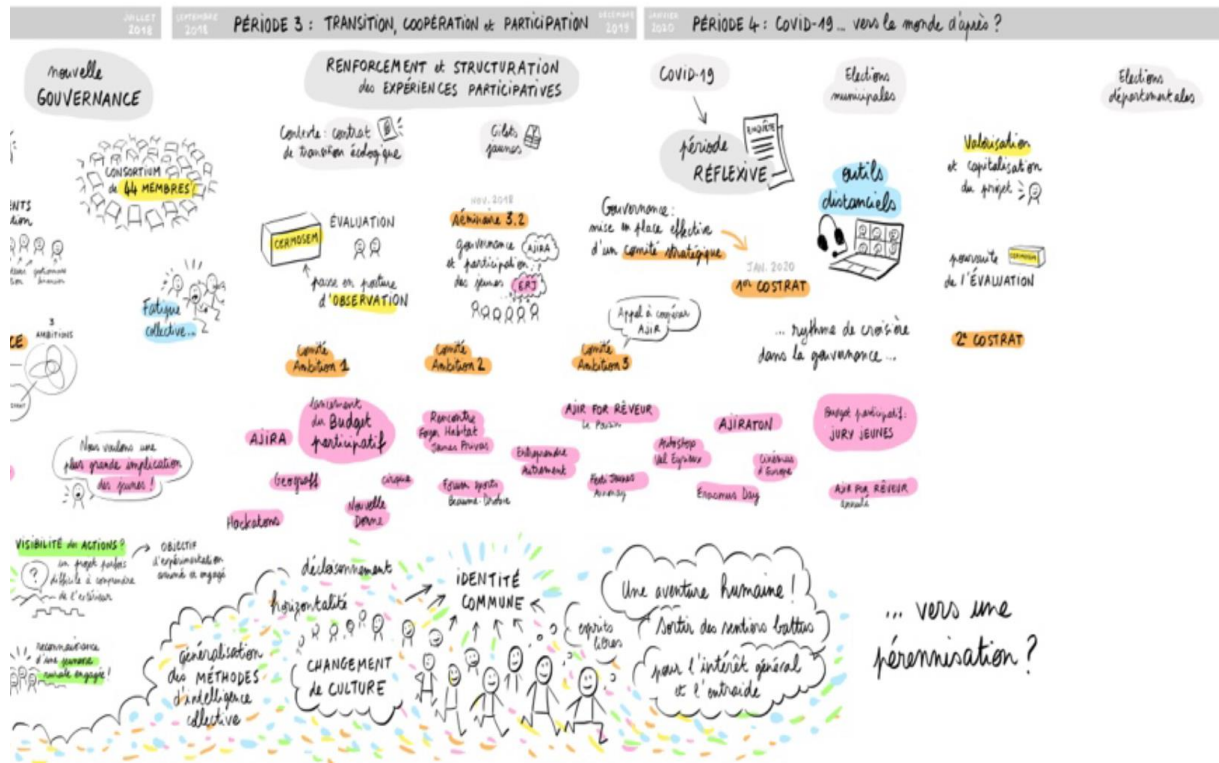 JUILLET
2018
SEPTEMBRE
2018
PÉRIODE 3 : TRANSITION, COOPÉRATION et PARTICIPATION
DÉCEMBRE
2019
JANVIER
2020
PÉRIODE 4 : COVID-19... vers le monde d'après ?
nouvelle
GOUVERNANCE
CONSORTIUM
de 44 MEMBRES
Fatigue
collective...
3
AMBITIONS
Nous voulons une
plus grande implication
des jeunes !
RENFORCEMENT et STRUCTURATION
des EXPÉRIENCES PARTICIPATIVES
Contexte : contrat
de transition écologique
Gilets
jaunes
CERMOSEM
ÉVALUATION
passe en posture
d'OBSERVATION
NOV. 2018
Séminaire 3.2
gouvernance
et participation
des jeunes
AJIRA
ERJ
Comité
Ambition 1
Comité
Ambition 2
Comité
Ambition 3
Appel à coopérer
AJIR
AJIRA
lancement
du Budget
participatif
Geograff
cirque
Hackatons
Nouvelle
Donne
Rencontre
Foyer Habitat
Jeunes Privas
Forum sports
Beaume-Drobie
Entreprendre
Autrement
AJIR FOR RÊVEUR
Le Pouzin
Festi Jeunes
Annonay
Autostop
Val Eyrieux
AJIRATON
Cinémas
d'Europe
Erasmus Day
Budget participatif :
JURY JEUNES
AJIR FOR RÊVEUR
COVID-19
période
RÉFLEXIVE
ENQUÊTE
Gouvernance :
mise en place effective
d'un comité stratégique
JAN. 2020
1er COSTRAT
Elections
municipales
outils
distanciels
... rythme de croisière
dans la gouvernance ...
Elections
départementales
Valorisation
et capitalisation
du projet
poursuite
CERMOSEM
de l'ÉVALUATION
2e COSTRAT
VISIBILITÉ des ACTIONS ?
un projet parfois
difficile à comprendre
de l'extérieur
?
OBJECTIF
d'expérimentation
assumé et engagé
reconnaissance
d'une jeunesse
rurale engagée !
généralisation
des MÉTHODES
d'intelligence
collective
décloisonnement
horizontalité
CHANGEMENT
de CULTURE
IDENTITÉ
COMMUNE
esprits
libres
Une aventure humaine !
Sortir des sentiers battus
pour l'intérêt général
et l'entraide
... vers une
pérennisation ?